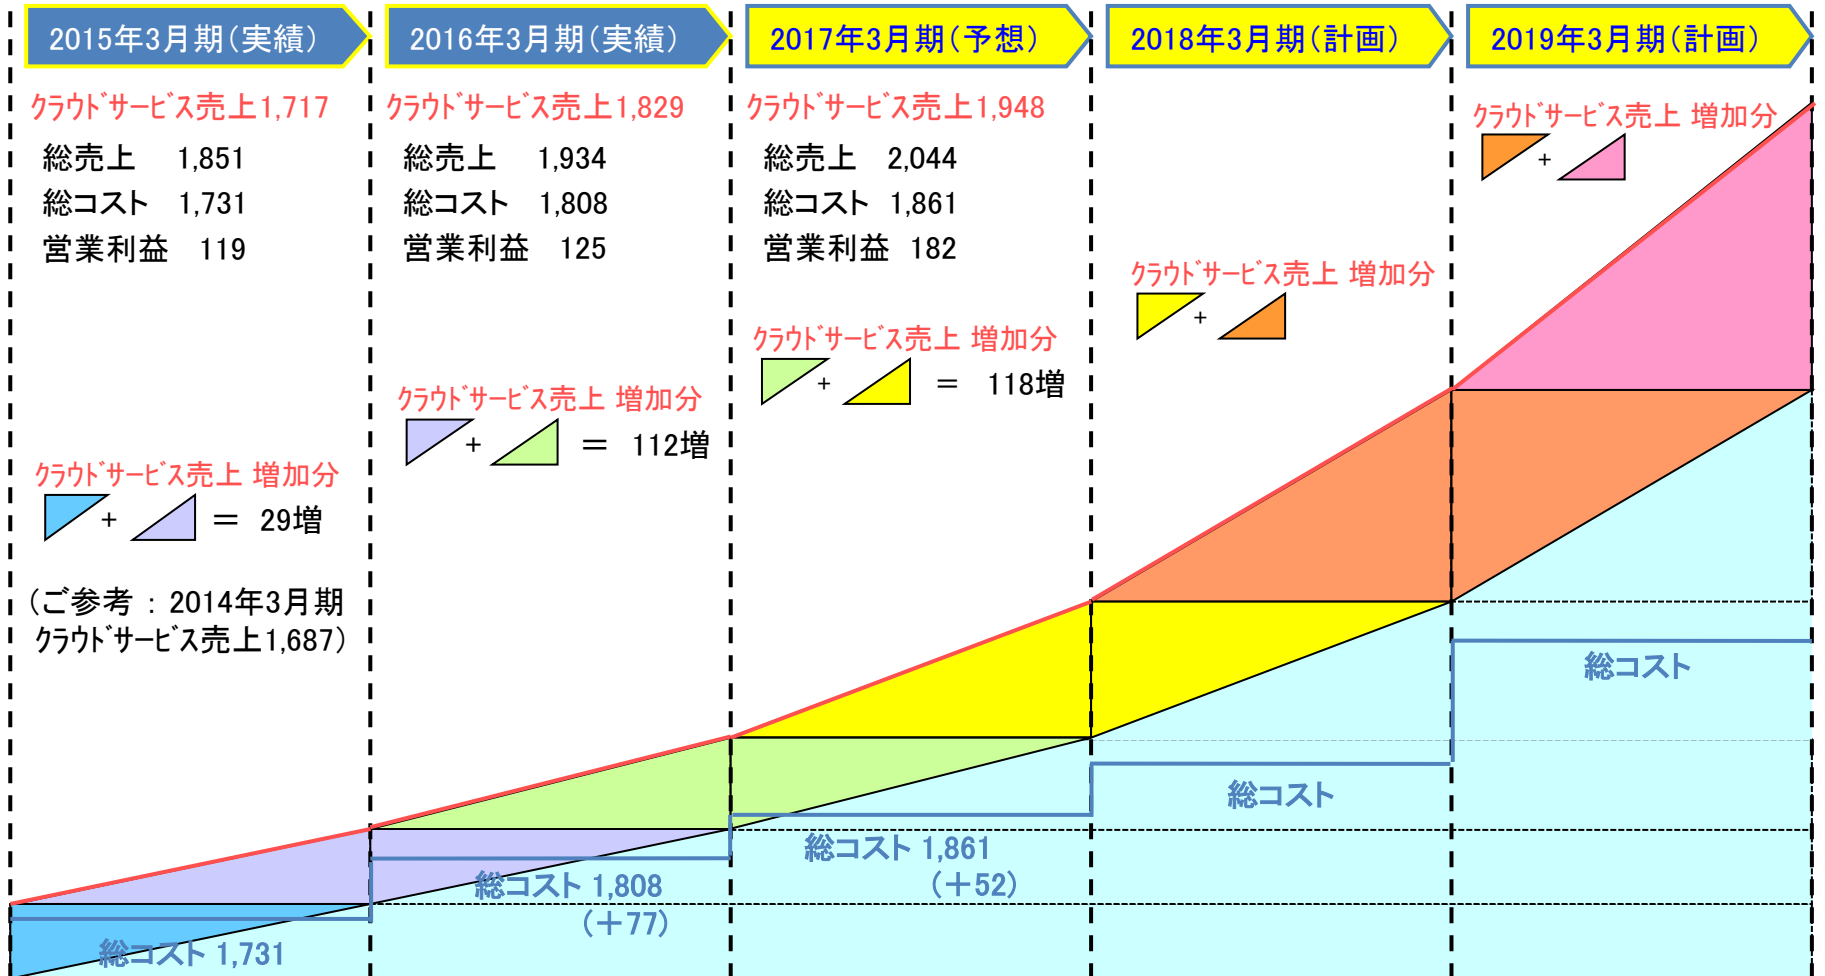 2015年3月期（実績）
2016年3月期（実績）
2017年3月期（予想）
2018年3月期（計画）
2019年3月期（計画）
ｸﾗｳﾄﾞｻｰﾋﾞｽ売上1,717
総売上　1,851
総コスト　1,731
営業利益　119
ｸﾗｳﾄﾞｻｰﾋﾞｽ売上 増加分
+ ＝ 29増
（ご参考：2014年3月期
ｸﾗｳﾄﾞｻｰﾋﾞｽ売上1,687）
総コスト 1,731
ｸﾗｳﾄﾞｻｰﾋﾞｽ売上1,829
総売上　1,934
総コスト　1,808
営業利益　125
ｸﾗｳﾄﾞｻｰﾋﾞｽ売上 増加分
+ ＝ 112増
総コスト 1,808
（＋77）
ｸﾗｳﾄﾞｻｰﾋﾞｽ売上1,948
総売上　2,044
総コスト　1,861
営業利益　182
ｸﾗｳﾄﾞｻｰﾋﾞｽ売上 増加分
+ ＝ 118増
総コスト 1,861
（＋52）
ｸﾗｳﾄﾞｻｰﾋﾞｽ売上 増加分
+
総コスト
ｸﾗｳﾄﾞｻｰﾋﾞｽ売上 増加分
+
総コスト